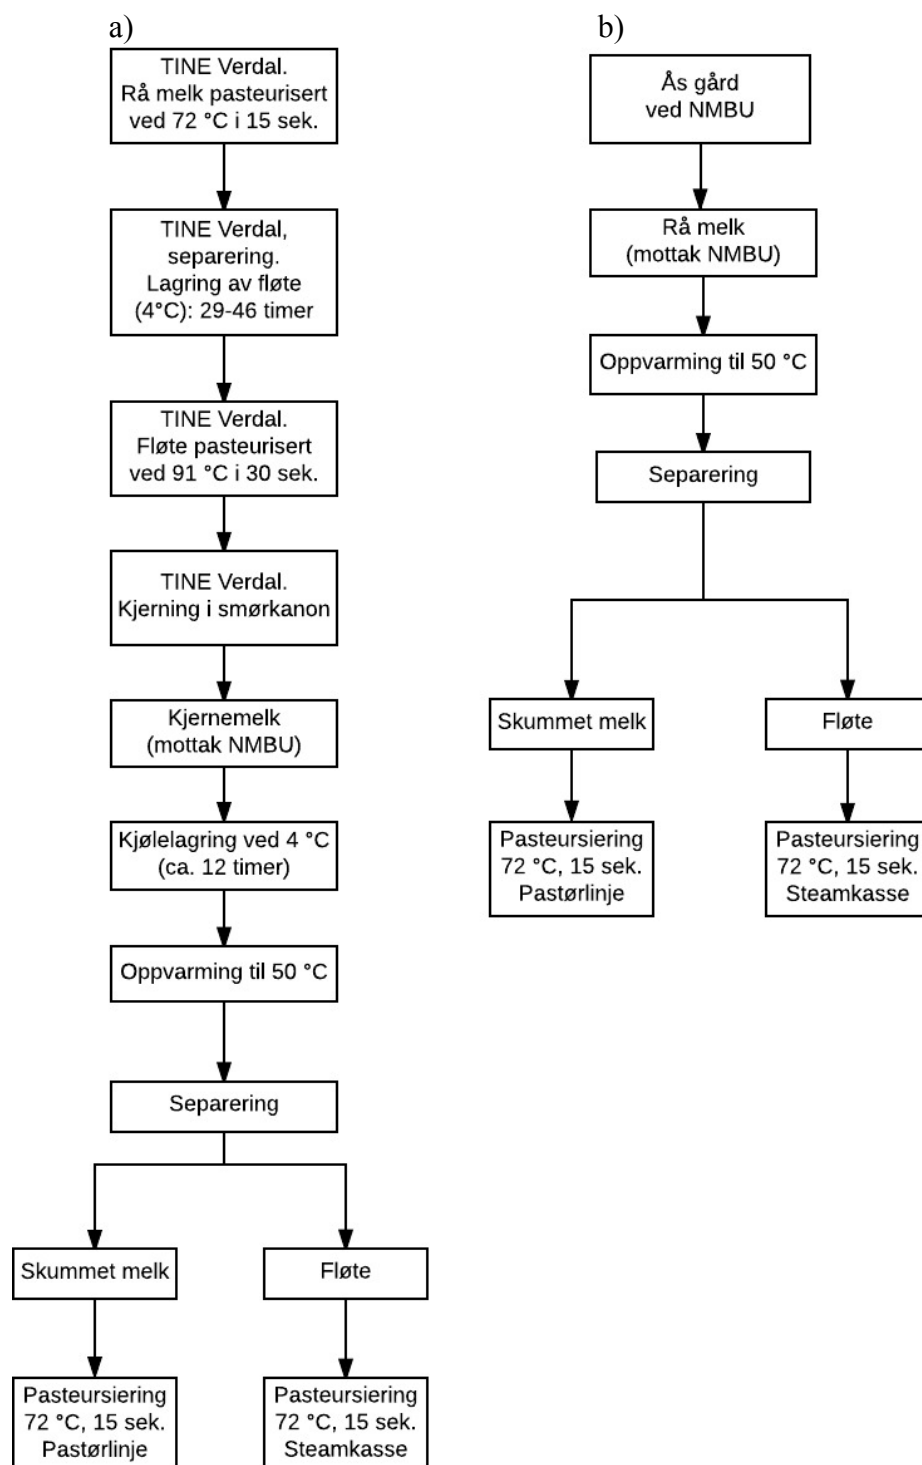 a)
TINE Verdal.
Rå melk pasteurisert
ved 72 °C i 15 sek.
TINE Verdal,
separering.
Lagring av fløte
(4°C): 29-46 timer
TINE Verdal.
Fløte pasteurisert
ved 91 °C i 30 sek.
TINE Verdal.
Kjerning i smørkanon
Kjernemelk
(mottak NMBU)
Kjølelagring ved 4 °C
(ca. 12 timer)
Oppvarming til 50 °C
Separering
Skummet melk
Fløte
Pasteursiering
72 °C, 15 sek.
Pastørlinje
Pasteursiering
72 °C, 15 sek.
Steamkasse
b)
Ås gård
ved NMBU
Rå melk
(mottak NMBU)
Oppvarming til 50 °C
Separering
Skummet melk
Fløte
Pasteursiering
72 °C, 15 sek.
Pastørlinje
Pasteursiering
72 °C, 15 sek.
Steamkasse